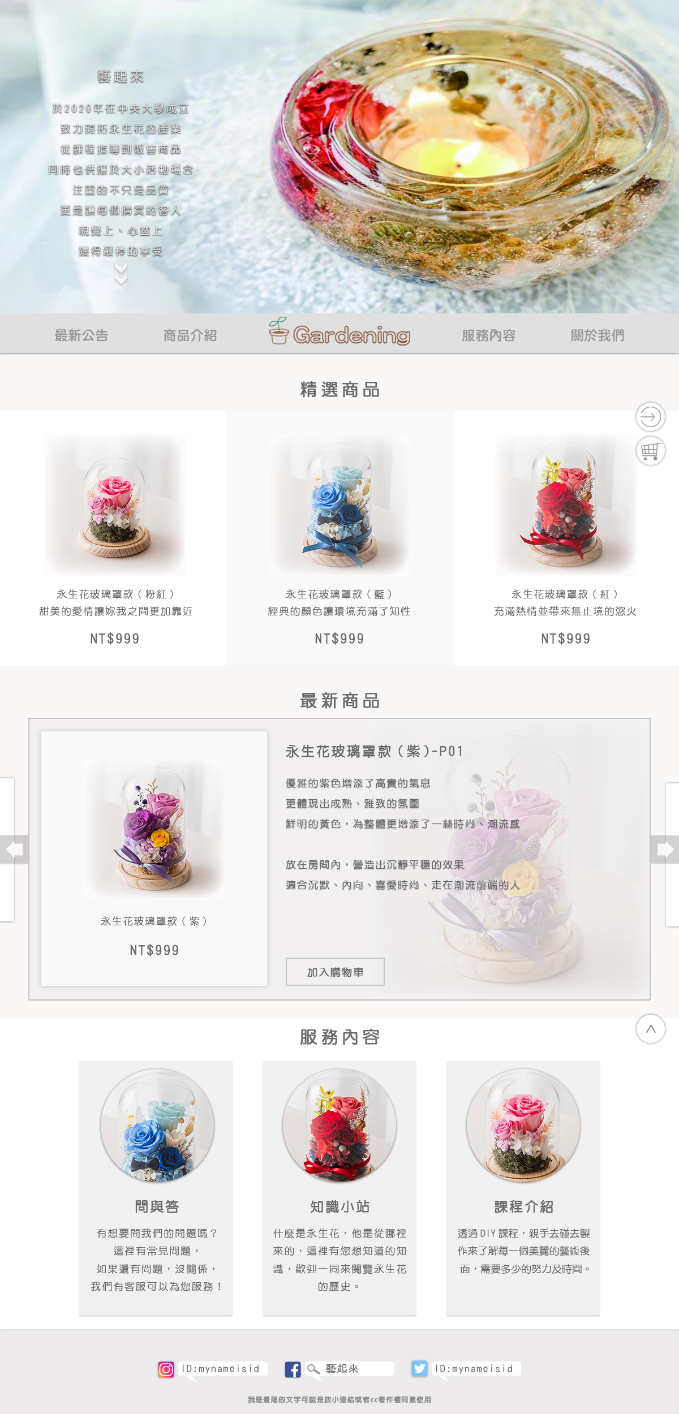 藝起來
於2020年在中央大學成立
致力開拓永生花的產業
從課程指導到販售商品
同時也供應於大小活動場合
注重的不只是品質
更是讓每個購買的客人
視覺上、心靈上
獲得最棒的享受
最新公告
商品介紹
Gardening
服務內容
關於我們
精選商品
永生花玻璃罩款（粉紅）
甜美的愛情讓妳我之間更加靠近
NT$999
永生花玻璃罩款（藍）
經典的顏色讓環境充滿了知性
NT$999
永生花玻璃罩款（紅）
充滿熱情並帶來無止境的慾火
NT$999
最新商品
永生花玻璃罩款（紫）
NT$999
永生花玻璃罩款（紫）-P01
優雅的紫色增添了高貴的氣息
更體現出成熟、雅致的氛圍
鮮明的黃色，為整體更增添了一絲時尚、潮流感
放在房間內，營造出沉靜平穩的效果
適合沉默、內向、喜愛時尚、走在潮流前端的人
加入購物車
服務內容
問與答
有想要問我們的問題嗎？
這裡有常見問題，
如果還有問題，沒關係，
我們有客服可以為您服務！
知識小站
什麼是永生花，他是從哪裡
來的，這裡有您想知道的知
識，歡迎一同來閱覽永生花
的歷史。
課程介紹
透過DIY課程，親手去碰去製
作來了解每一個美麗的藝術後
面，需要多少的努力及時間。
ID:mynameisid
藝起來
ID:mynameisid
我是最尾的文字可能是放小連結或者cc著作權同意使用